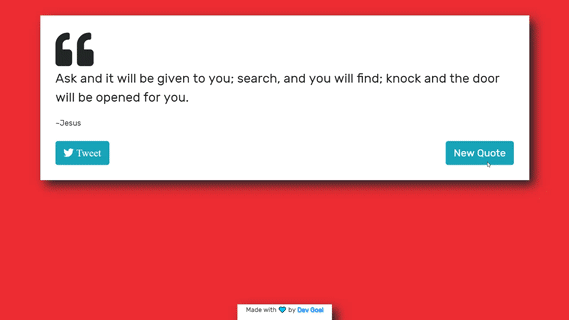 Ask and it will be given to you; search, and you will find; knock and the door
will be opened for you.
-Jesus
Tweet
New Quote
Made with 💙 by Dev Goal